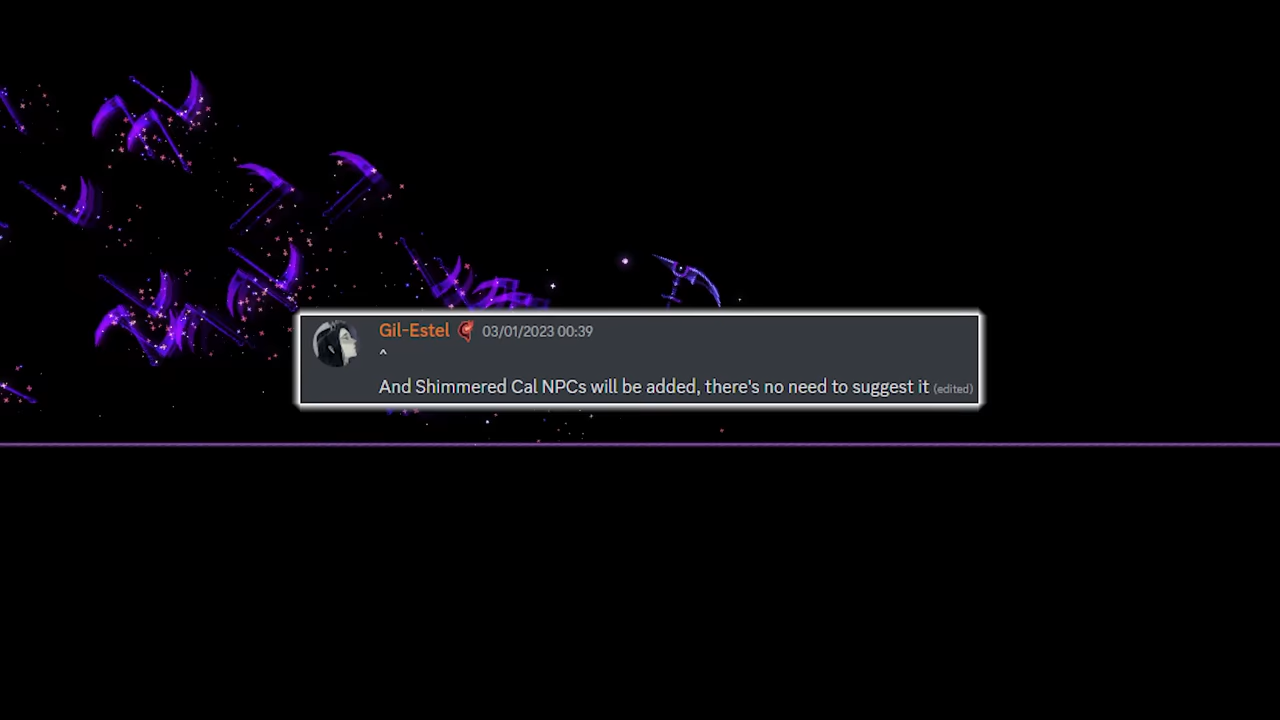 Gil-Estel 03/01/2023 00:39
^
And Shimmered Cal NPCs will be added, there's no need to suggest it (edited)